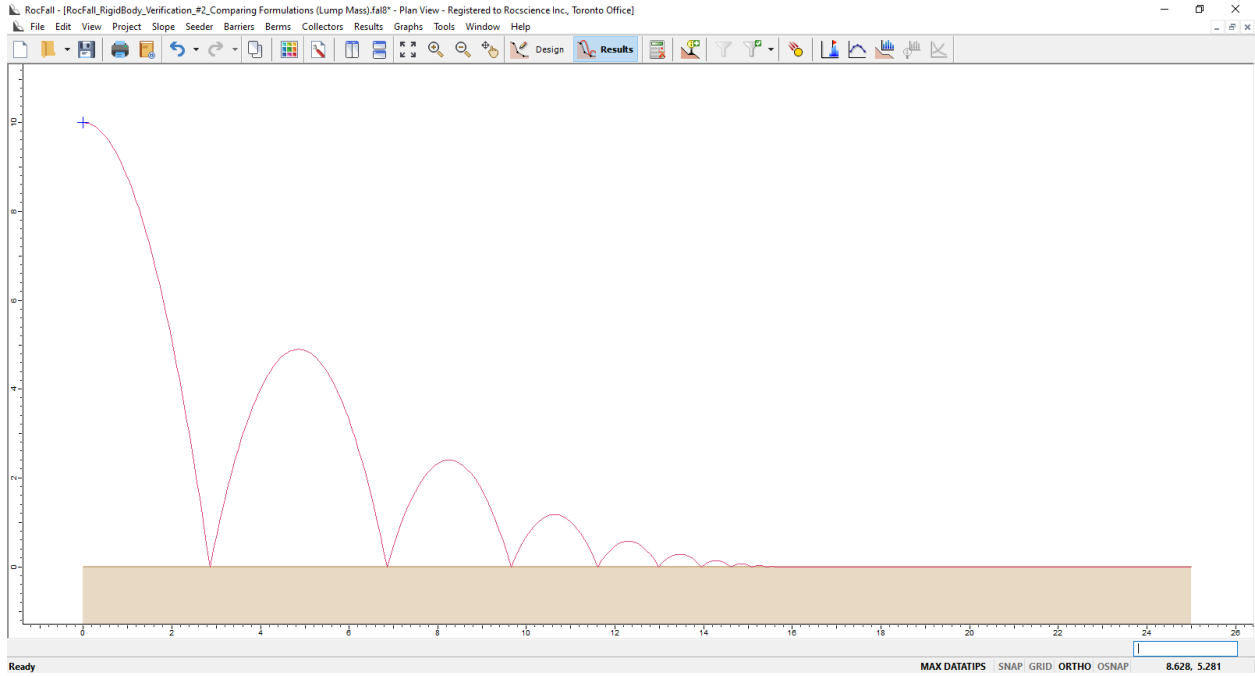 RocFall - [RocFall_RigidBody_Verification_#2_Comparing Formulations (Lump Mass).fal8* - Plan View - Registered to Rocscience Inc., Toronto Office]
File Edit View Project Slope Seeder Barriers Berms Collectors Results Graphs Tools Window Help
Design Results
10
8
6
4
2
0
0 2 4 6 8 10 12 14 16 18 20 22 24 26
Ready MAX DATATIPS SNAP GRID ORTHO OSNAP 8.628, 5.281